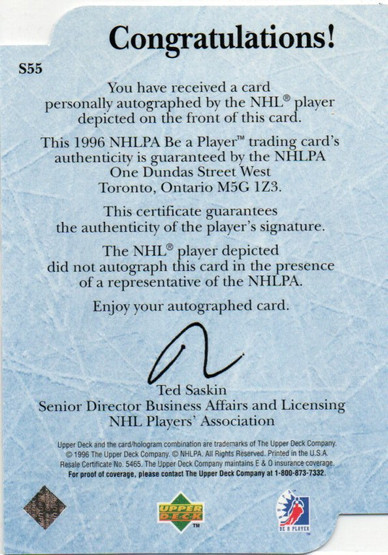 Congratulations!
S55
You have received a card
personally autographed by the NHL® player
depicted on the front of this card.
This 1996 NHLPA Be a Player™ trading card's
authenticity is guaranteed by the NHLPA
One Dundas Street West
Toronto, Ontario M5G 1Z3.
This certificate guarantees
the authenticity of the player's signature.
The NHL® player depicted
did not autograph this card in the presence
of a representative of the NHLPA.
Enjoy your autographed card.
Ted Saskin
Senior Director Business Affairs and Licensing
NHL Players' Association
Upper Deck and the card/hologram combination are trademarks of The Upper Deck Company.
© 1996 The Upper Deck Company. © NHLPA. All Rights Reserved. Printed in the U.S.A.
Resale Certificate No. 5465. The Upper Deck Company maintains E & O insurance coverage.
For proof of coverage, please contact The Upper Deck Company at 1-800-873-7332.
UPPER
DECK
™
BE A PLAYER